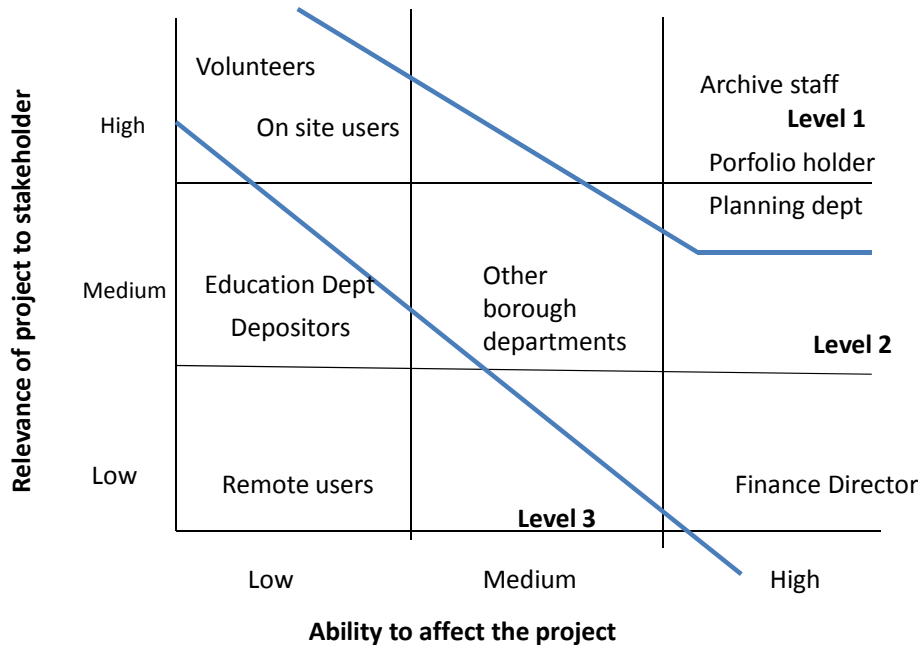 Relevance of project to stakeholder
High
Medium
Low
Volunteers
On site users
Archive staff
Level 1
Porfolio holder
Planning dept
Education Dept
Depositors
Other
borough
departments
Level 2
Remote users
Level 3
Finance Director
Low
Medium
High
Ability to affect the project